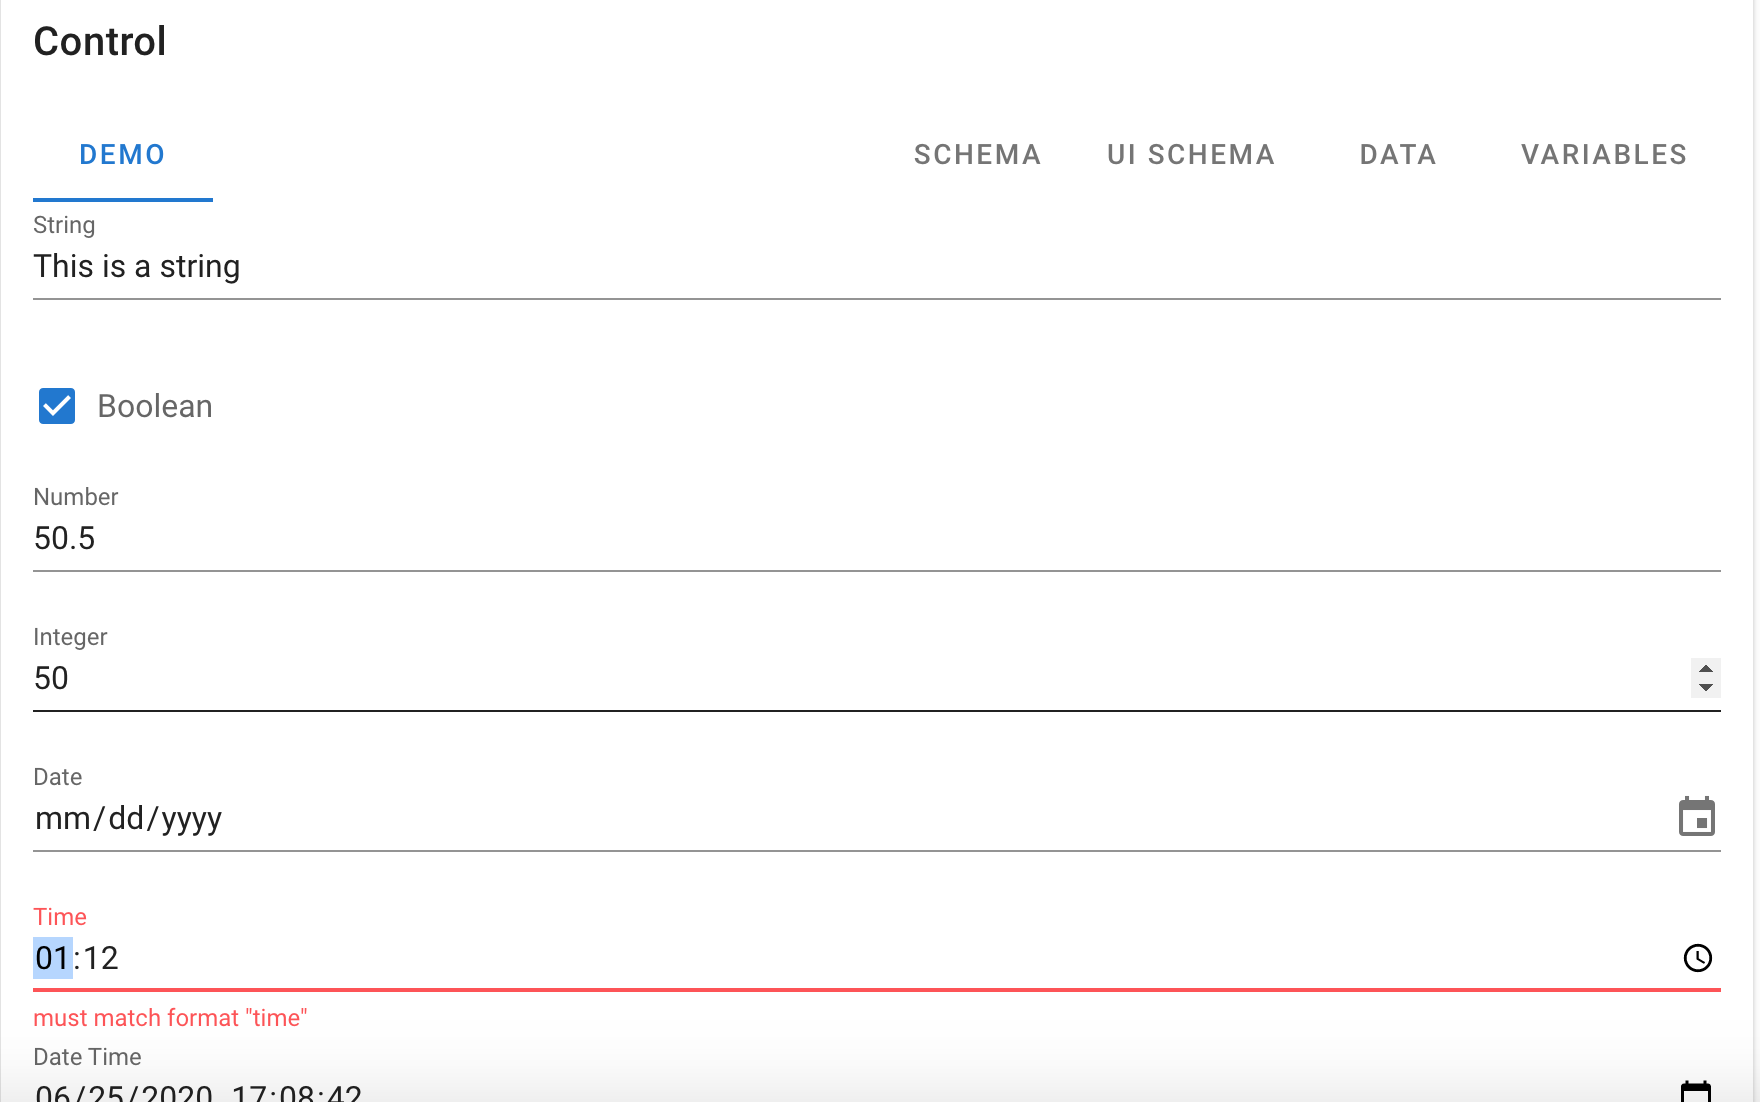 Control
DEMO SCHEMA UI SCHEMA DATA VARIABLES
String
This is a string
Boolean
Number
50.5
Integer
50
Date
mm/dd/yyyy
Time
01:12
must match format "time"
Date Time
06/25/2020, 17:08:42